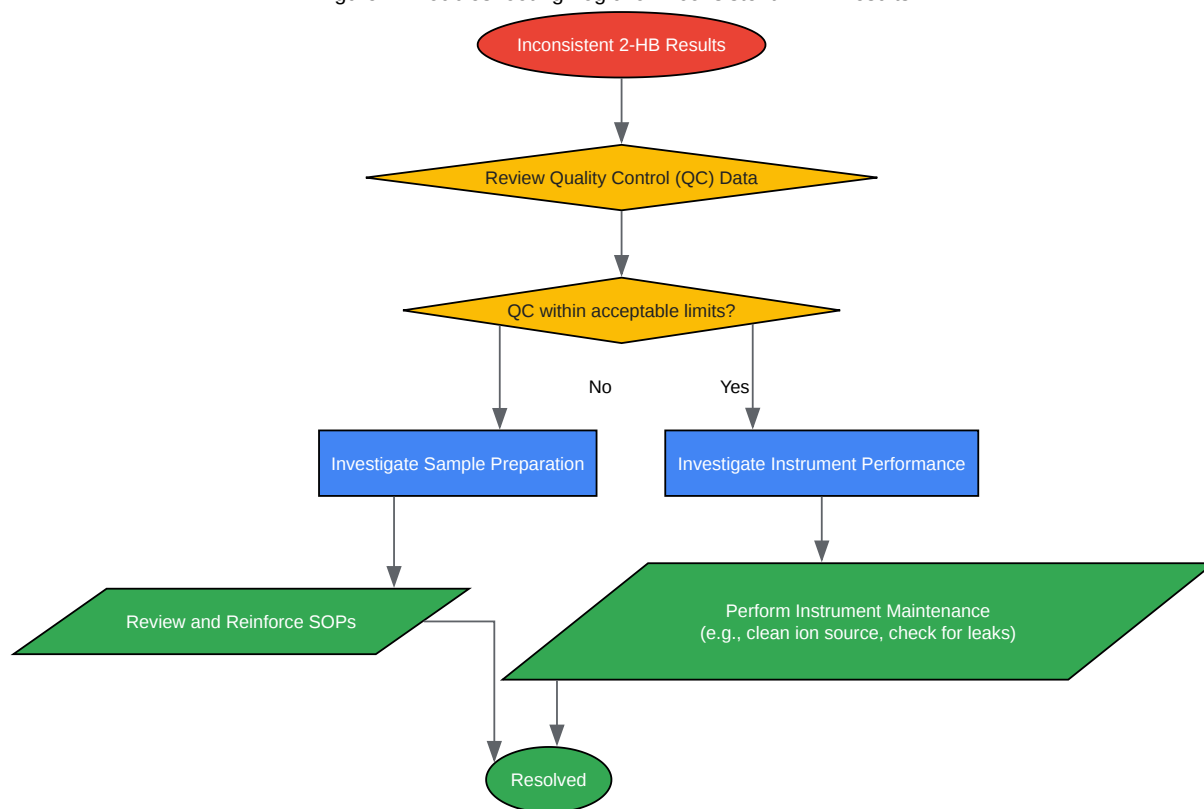 Inconsistent 2-HB Results
Review Quality Control (QC) Data
QC within acceptable limits?
No
Yes
Investigate Sample Preparation
Investigate Instrument Performance
Review and Reinforce SOPs
Perform Instrument Maintenance
(e.g., clean ion source, check for leaks)
Resolved